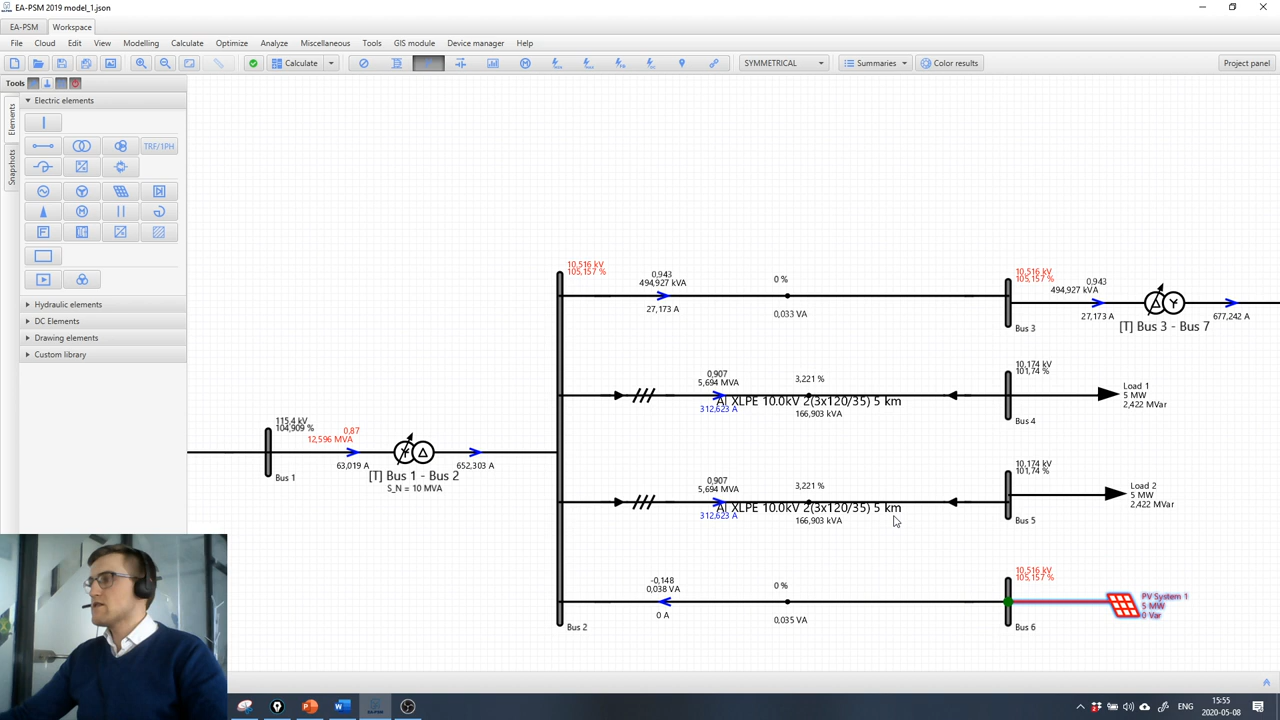 EA-PSM 2019 model_1.json
EA-PSM
Workspace
File
Cloud
Edit
View
Modelling
Calculate
Optimize
Analyze
Miscellaneous
Tools
GIS module
Device manager
Help
Calculate
SYMMETRICAL
Summaries
Color results
Project panel
Tools
Elements
Snapshots
Electric elements
TRF/1PH
Hydraulic elements
DC Elements
Drawing elements
Custom library
115,4 kV
104,909 %
Bus 1
0,87
12,596 MVA
63,019 A
652,303 A
[T] Bus 1 - Bus 2
S_N = 10 MVA
10,516 kV
105,157 %
Bus 2
0,943
494,927 kVA
27,173 A
0 %
0,033 VA
10,516 kV
105,157 %
Bus 3
0,943
494,927 kVA
27,173 A
677,242 A
[T] Bus 3 - Bus 7
0,907
5,694 MVA
312,623 A
3,221 %
Al XLPE 10.0kV 2(3x120/35) 5 km
166,903 kVA
10,174 kV
101,74 %
Bus 4
Load 1
5 MW
2,422 MVar
0,907
5,694 MVA
312,623 A
3,221 %
Al XLPE 10.0kV 2(3x120/35) 5 km
166,903 kVA
10,174 kV
101,74 %
Bus 5
Load 2
5 MW
2,422 MVar
-0,148
0,038 VA
0 A
0 %
0,035 VA
10,516 kV
105,157 %
Bus 6
PV System 1
5 MW
0 Var
ENG
15:55
2020-05-08